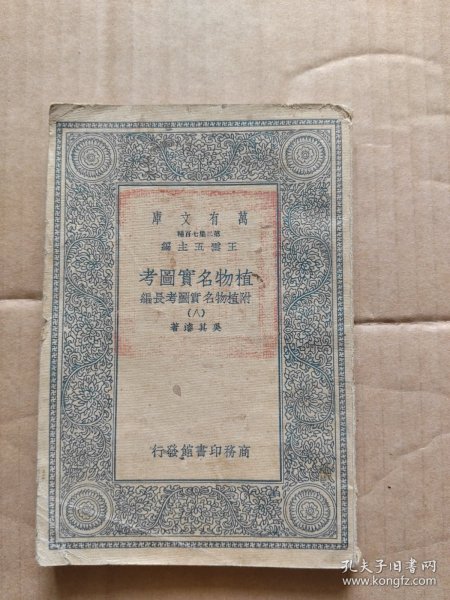 萬有文庫
第二集七百種
王雲五主編
植物名實圖考
附植物名實圖考長編
(八)
吳其濬著
商務印書館發行
孔夫子旧书网
www.kongfz.com